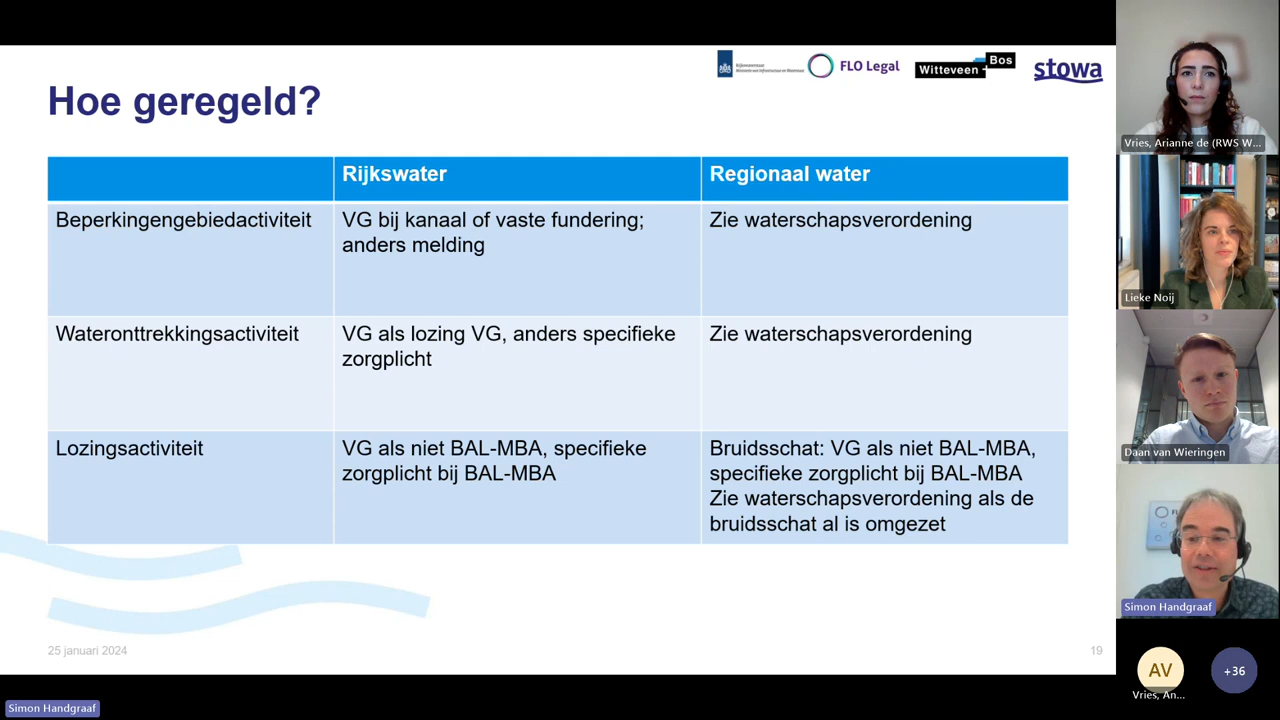 FLO Legal
Witteveen+
Bos
stowa
Hoe geregeld?
Rijkswater
Regionaal water
Beperkingengebiedactiviteit
VG bij kanaal of vaste fundering;
anders melding
Zie waterschapsverordening
Wateronttrekkingsactiviteit
VG als lozing VG, anders specifieke
zorgplicht
Zie waterschapsverordening
Lozingsactiviteit
VG als niet BAL-MBA, specifieke
zorgplicht bij BAL-MBA
Bruidsschat: VG als niet BAL-MBA,
specifieke zorgplicht bij BAL-MBA
Zie waterschapsverordening als de
bruidsschat al is omgezet
25 januari 2024
19
Simon Handgraaf
Vries, Arianne de (RWS W...
Lieke Noij
Daan van Wieringen
Simon Handgraaf
AV
Vries, An...
+36